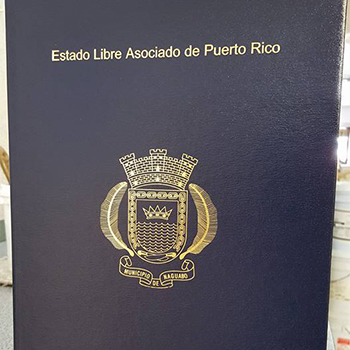 Estado Libre Asociado de Puerto Rico
MUNICIPIO
DE
NAGUABO